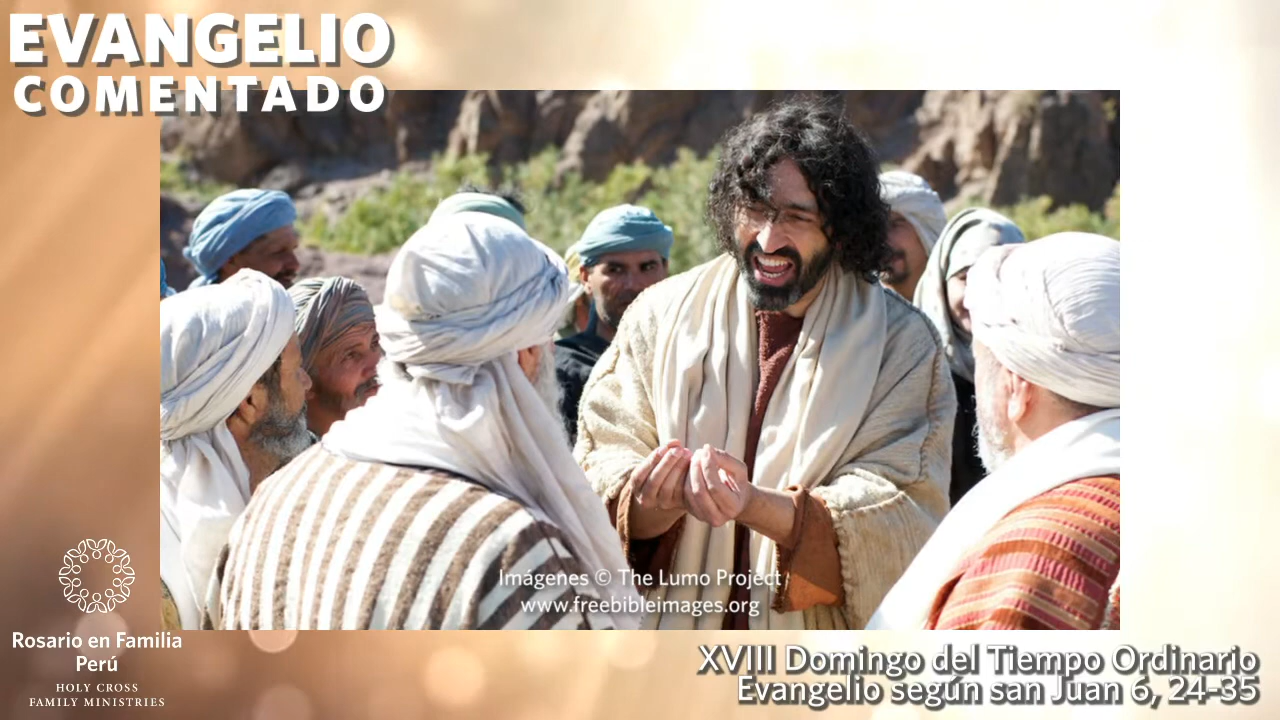 EVANGELIO
COMENTADO
Imágenes © The Lumo Project
www.freebibleimages.org
Rosario en Familia
Perú
HOLY CROSS
FAMILY MINISTRIES
XVIII Domingo del Tiempo Ordinario
Evangelio según san Juan 6, 24-35